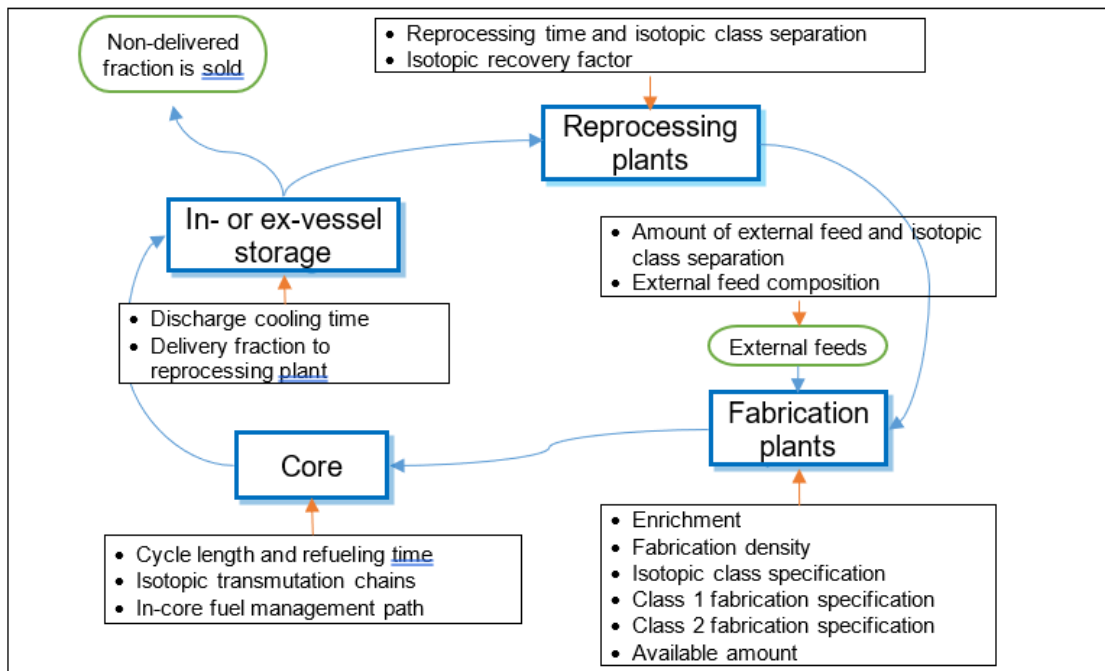 Non-delivered
fraction is sold
• Reprocessing time and isotopic class separation
• Isotopic recovery factor
Reprocessing
plants
In- or ex-vessel
storage
• Amount of external feed and isotopic
class separation
• External feed composition
• Discharge cooling time
• Delivery fraction to
reprocessing plant
External feeds
Fabrication
plants
Core
• Cycle length and refueling time
• Isotopic transmutation chains
• In-core fuel management path
• Enrichment
• Fabrication density
• Isotopic class specification
• Class 1 fabrication specification
• Class 2 fabrication specification
• Available amount